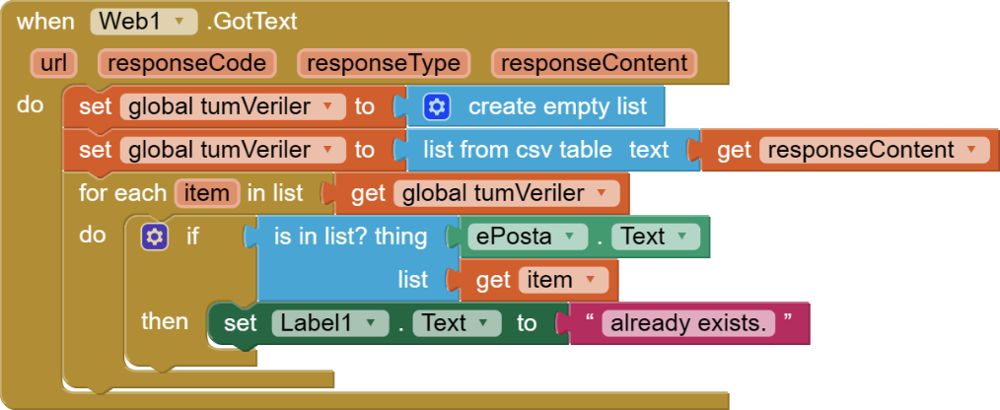 when Web1 .GotText
url responseCode responseType responseContent
do set global tumVeriler to create empty list
set global tumVeriler to list from csv table text get responseContent
for each item in list get global tumVeriler
do if is in list? thing ePosta . Text
list get item
then set Label1 . Text to “ already exists. ”